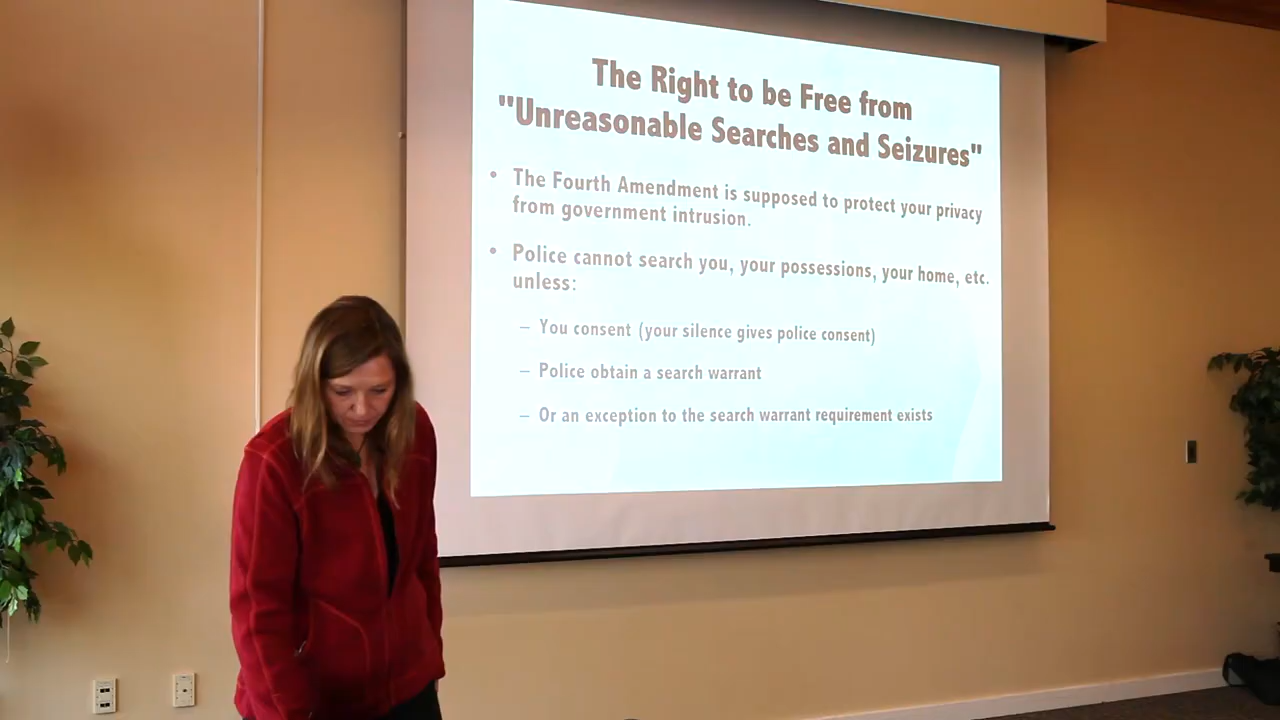 The Right to be Free from
"Unreasonable Searches and Seizures"
• The Fourth Amendment is supposed to protect your privacy
from government intrusion.
• Police cannot search you, your possessions, your home, etc.
unless:
– You consent (your silence gives police consent)
– Police obtain a search warrant
– Or an exception to the search warrant requirement exists